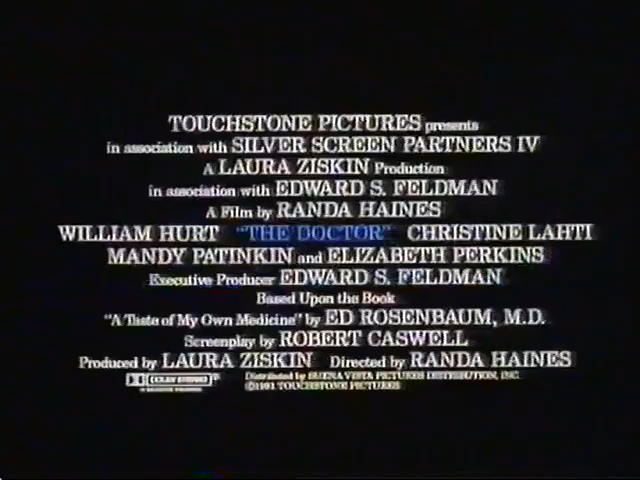 TOUCHSTONE PICTURES presents
in association with SILVER SCREEN PARTNERS IV
A LAURA ZISKIN Production
in association with EDWARD S. FELDMAN
A Film by RANDA HAINES
WILLIAM HURT "THE DOCTOR" CHRISTINE LAHTI
MANDY PATINKIN and ELIZABETH PERKINS
Executive Producer EDWARD S. FELDMAN
Based Upon the Book
"A Taste of My Own Medicine" by ED ROSENBAUM, M.D.
Screenplay by ROBERT CASWELL
Produced by LAURA ZISKIN Directed by RANDA HAINES
DOLBY STEREO Distributed by BUENA VISTA PICTURES DISTRIBUTION, INC.
©1991 TOUCHSTONE PICTURES